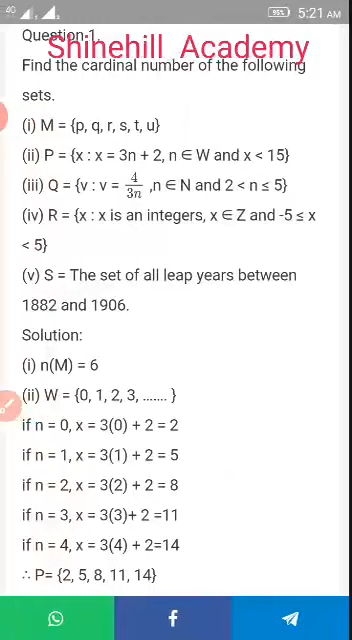 4G 95% 5:21 AM
Question 1.
Shinehill Academy
Find the cardinal number of the following
sets.
(i) M = {p, q, r, s, t, u}
(ii) P = {x : x = 3n + 2, n ∈ W and x < 15}
(iii) Q = {v : v = 4/3n ,n ∈ N and 2 < n ≤ 5}
(iv) R = {x : x is an integers, x ∈ Z and -5 ≤ x
< 5}
(v) S = The set of all leap years between
1882 and 1906.
Solution:
(i) n(M) = 6
(ii) W = {0, 1, 2, 3, ....... }
if n = 0, x = 3(0) + 2 = 2
if n = 1, x = 3(1) + 2 = 5
if n = 2, x = 3(2) + 2 = 8
if n = 3, x = 3(3)+ 2 =11
if n = 4, x = 3(4) + 2=14
∴ P= {2, 5, 8, 11, 14}
f